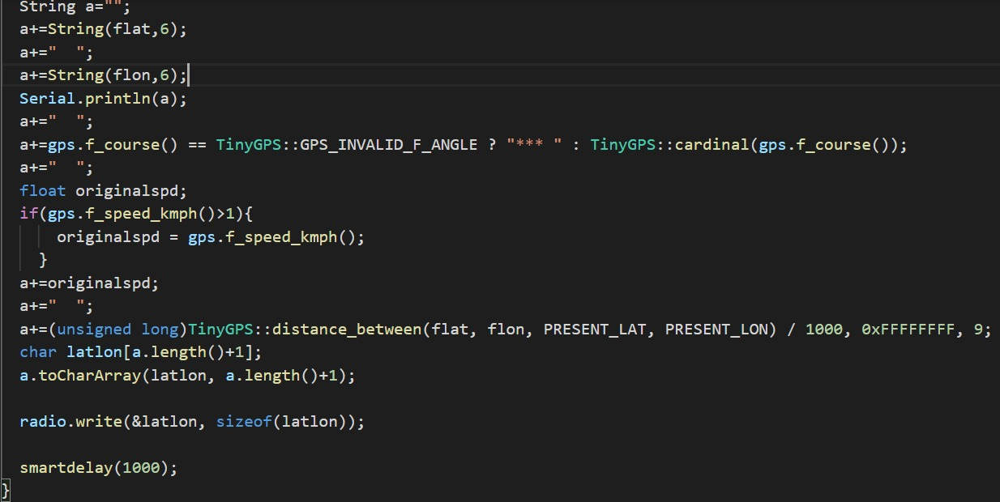 String a="";
a+=String(flat,6);
a+="  ";
a+=String(flon,6);
Serial.println(a);
a+="  ";
a+=gps.f_course() == TinyGPS::GPS_INVALID_F_ANGLE ? "*** " : TinyGPS::cardinal(gps.f_course());
a+="  ";
float originalspd;
if(gps.f_speed_kmph()>1){
    originalspd = gps.f_speed_kmph();
  }
a+=originalspd;
a+="  ";
a+=(unsigned long)TinyGPS::distance_between(flat, flon, PRESENT_LAT, PRESENT_LON) / 1000, 0xFFFFFFFF, 9;
char latlon[a.length()+1];
a.toCharArray(latlon, a.length()+1);

radio.write(&latlon, sizeof(latlon));

smartdelay(1000);
}